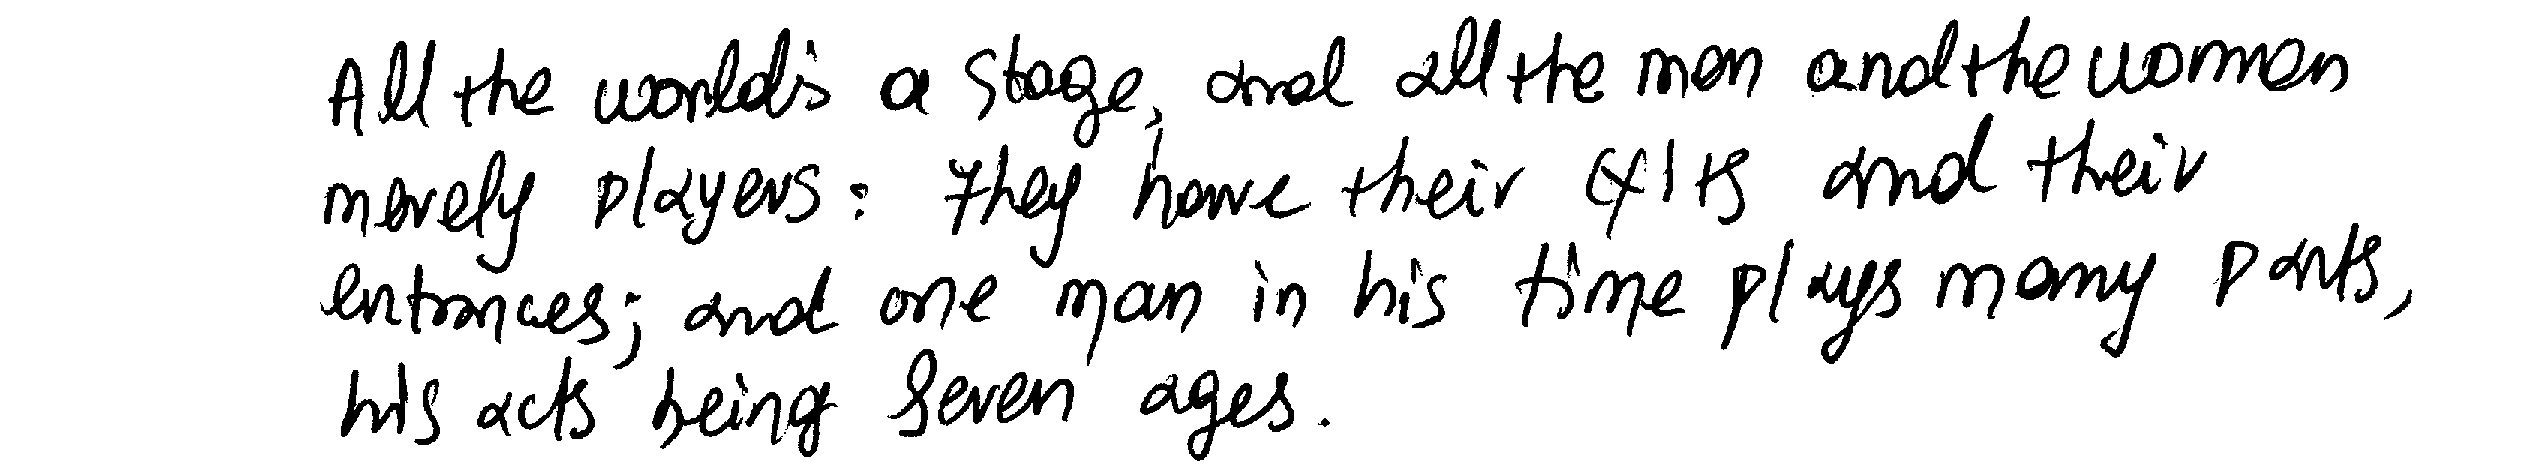 All the world's a stage, and all the men and the women
merely players: they have their exits and their
entrances; and one man in his time plays many parts,
his acts being seven ages.